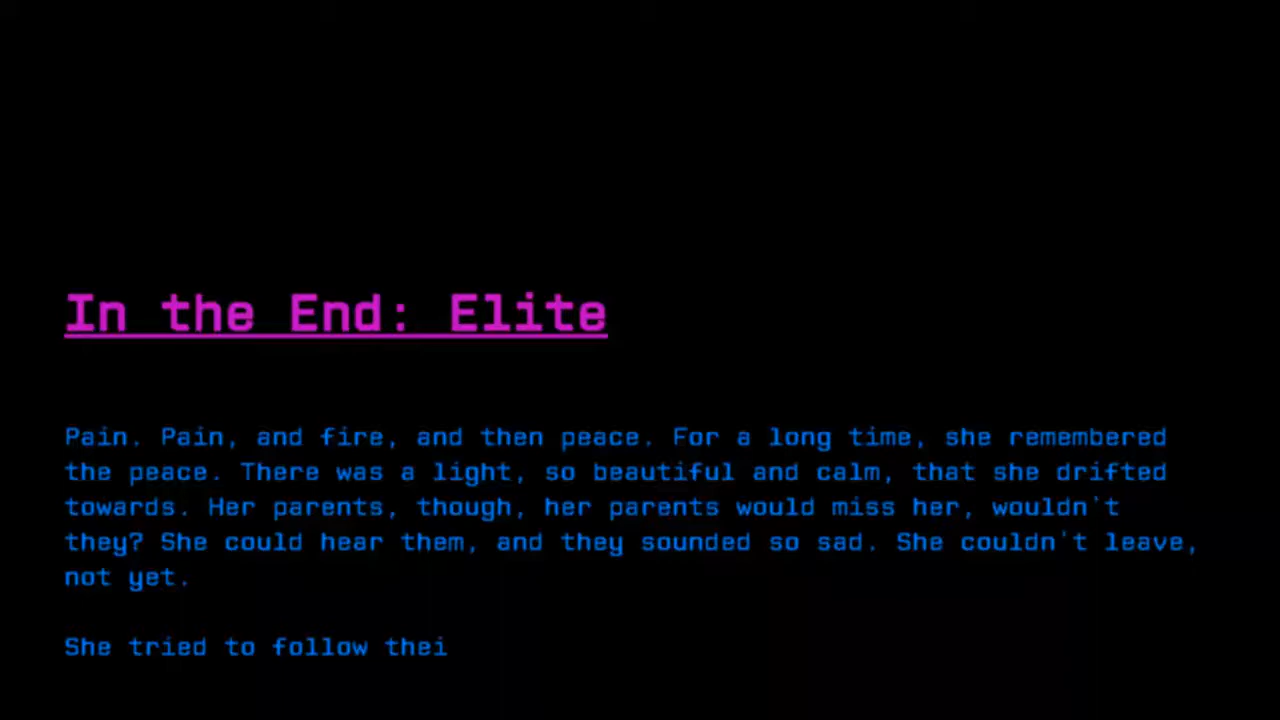 In the End: Elite
Pain. Pain, and fire, and then peace. For a long time, she remembered
the peace. There was a light, so beautiful and calm, that she drifted
towards. Her parents, though, her parents would miss her, wouldn't
they? She could hear them, and they sounded so sad. She couldn't leave,
not yet.
She tried to follow thei